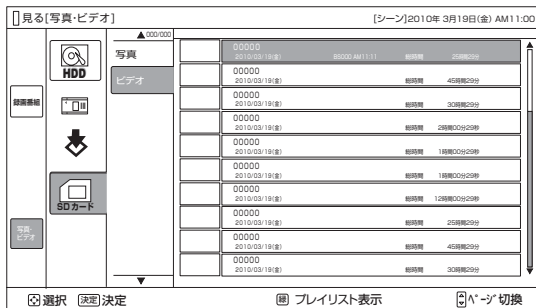 見る[写真・ビデオ]
[シーン]2010年 3月19日(金) AM11:00
000/000
HDD
録画番組
SDカード
写真・
ビデオ
写真
ビデオ
00000
2010/03/19(金) BS000 AM11:11 総時間 25時間29分
00000
2010/03/19(金) 総時間 45時間29分
00000
2010/03/19(金) 総時間 30時間29分
00000
2010/03/19(金) 総時間 2時間00分29秒
00000
2010/03/19(金) 総時間 1時間00分29秒
00000
2010/03/19(金) 総時間 1時間00分29秒
00000
2010/03/19(金) 総時間 12時間00分29秒
00000
2010/03/19(金) 総時間 25時間29分
00000
2010/03/19(金) 総時間 45時間29分
00000
2010/03/19(金) 総時間 30時間29分
選択 決定 決定 緑 プレイリスト表示 ページ切換